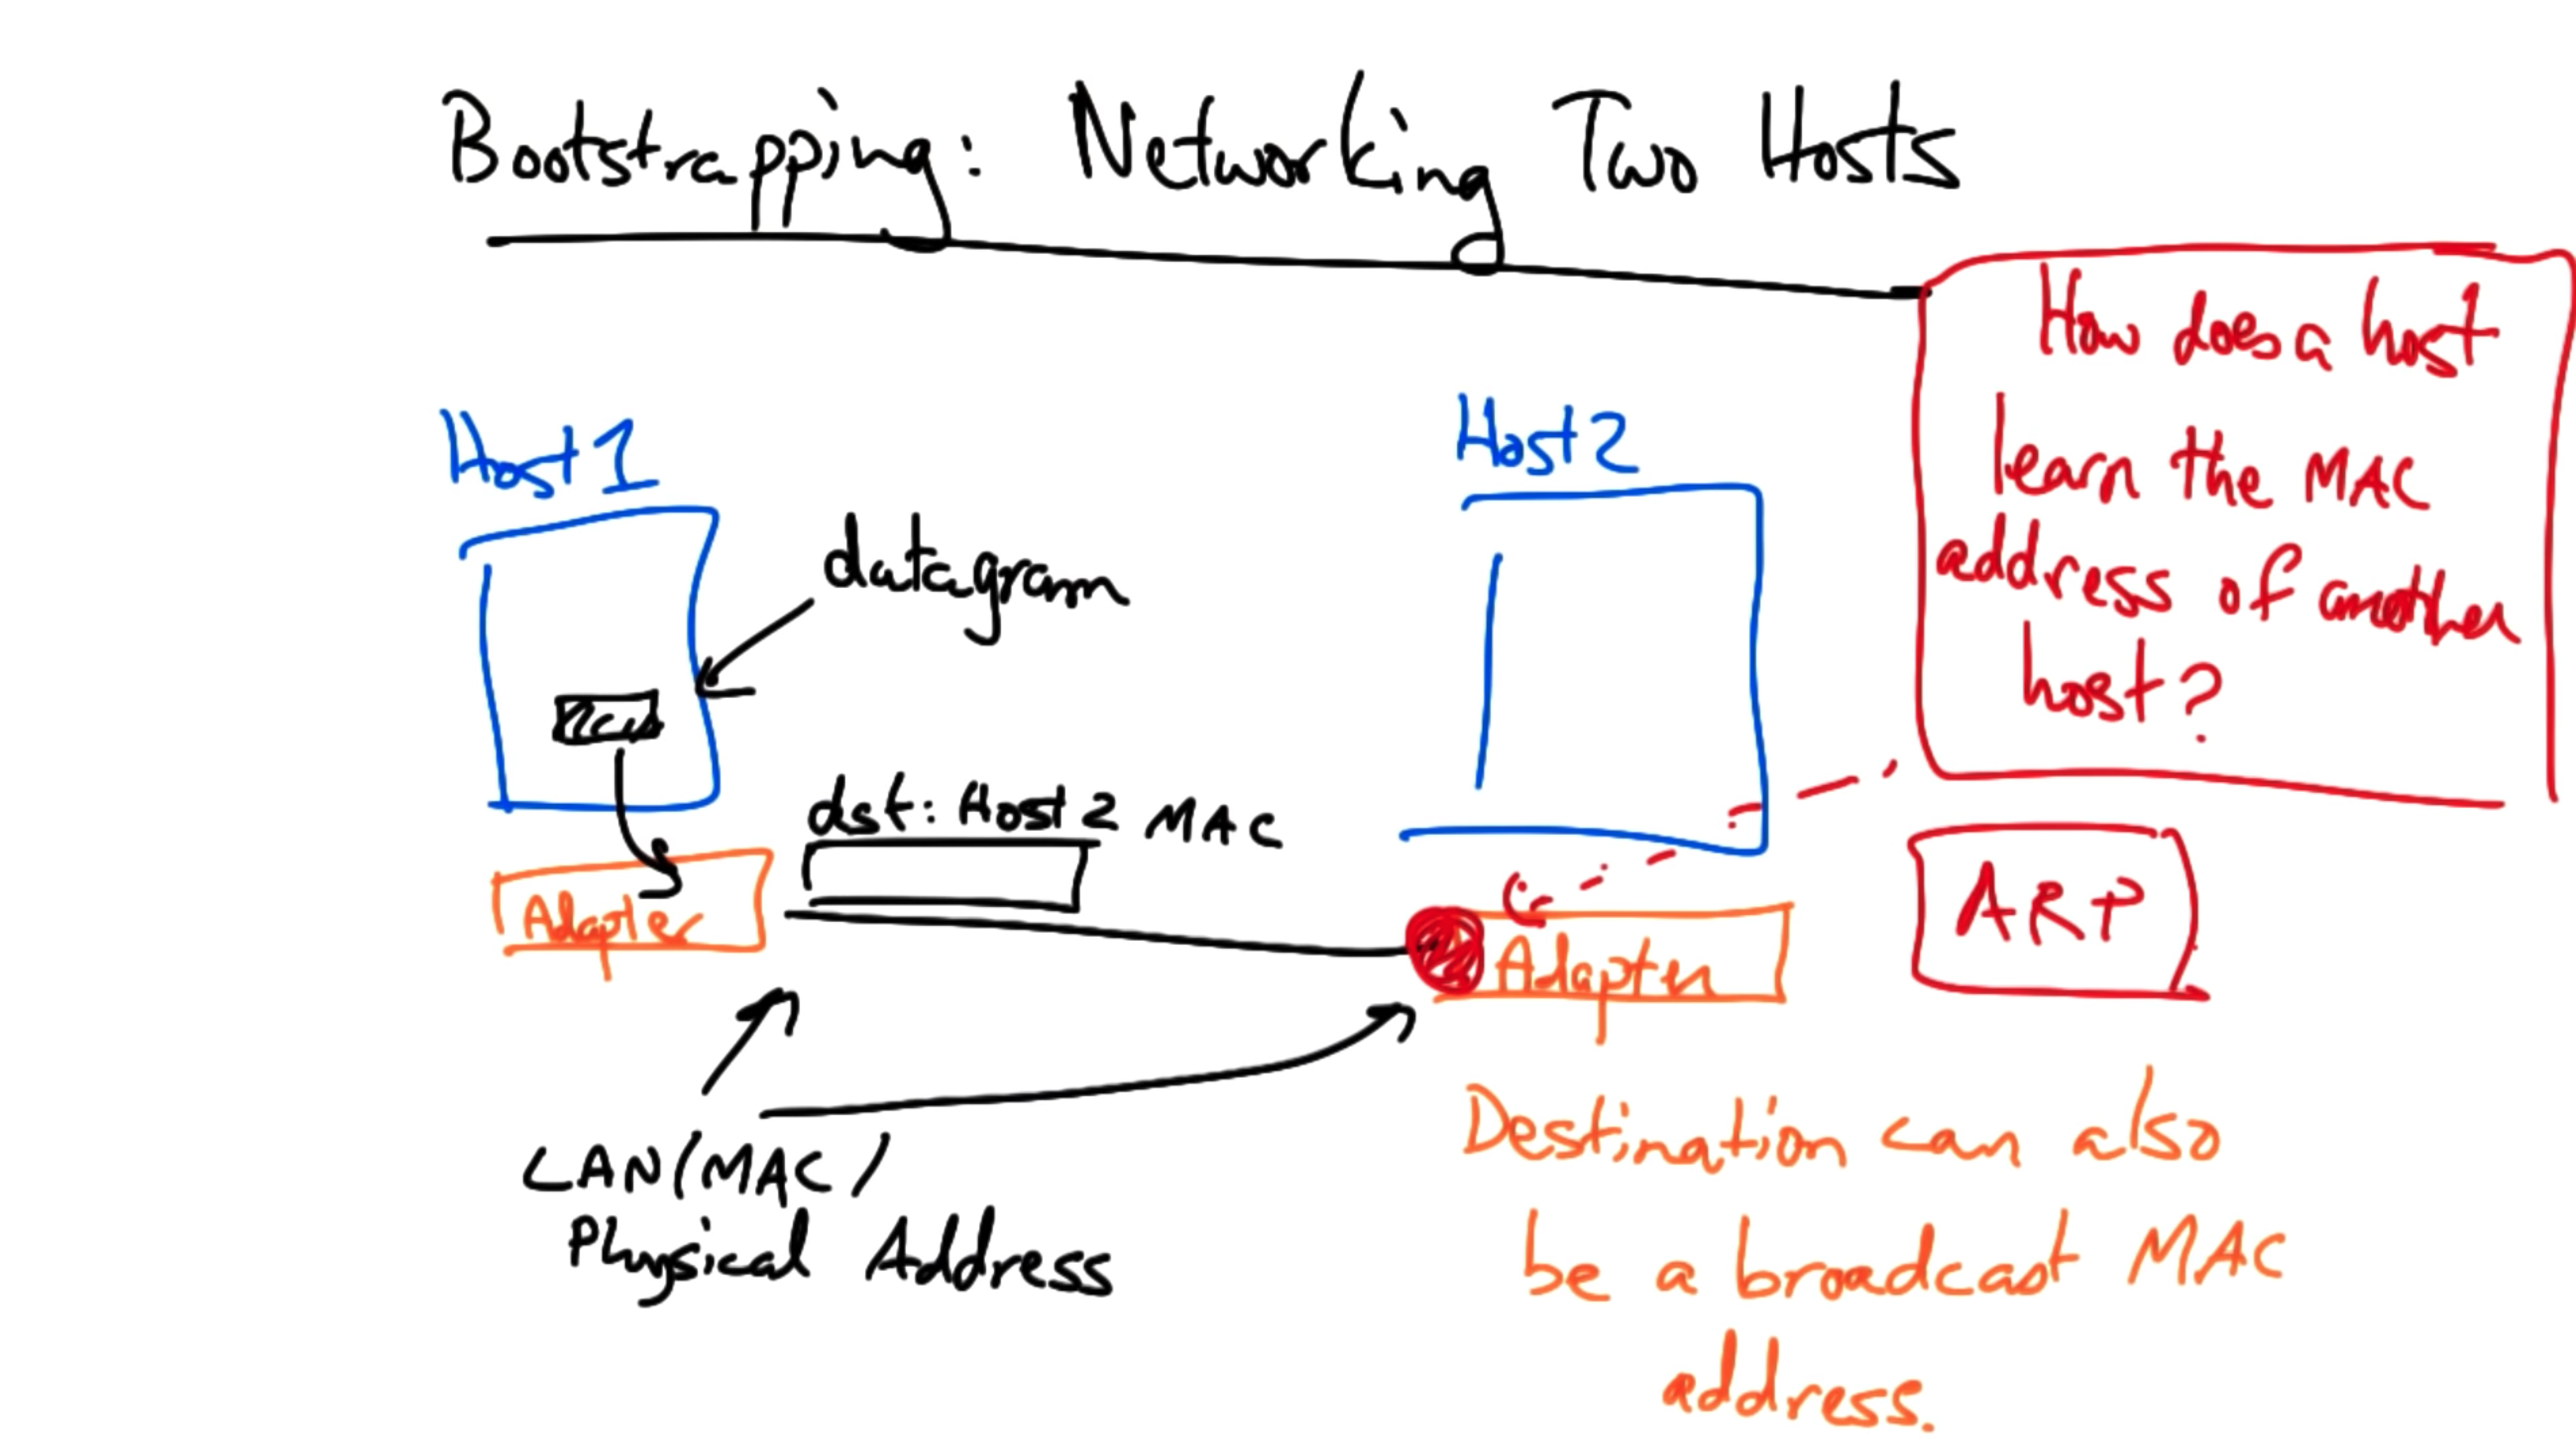 Bootstrapping: Networking Two Hosts
How does a host
learn the MAC
address of another
host?
Host 1
Host 2
datagram
dst: Host 2 MAC
Adapter
Adapter
ARP
LAN/MAC/
Physical Address
Destination can also
be a broadcast MAC
address.